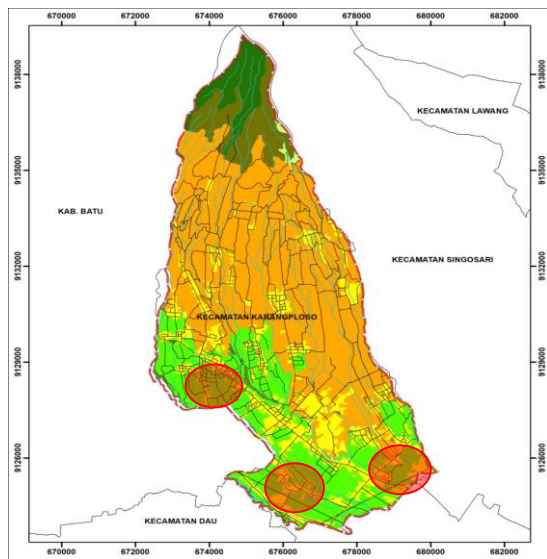 670000 672000 674000 676000 678000 680000 682000
9138000
KECAMATAN LAWANG
9135000
KAB. BATU
KECAMATAN SINGOSARI
9132000
KECAMATAN KARANGPLOSO
9129000
9126000
KECAMATAN DAU
670000 672000 674000 676000 678000 680000 682000